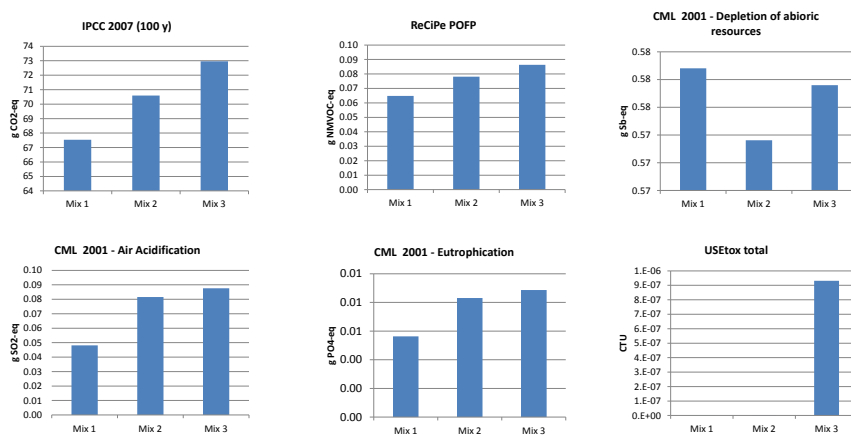 IPCC 2007 (100 y)
74
73
72
71
70
69
68
67
66
65
64
g CO2-eq
Mix 1 Mix 2 Mix 3
ReCiPe POFP
0.10
0.09
0.08
0.07
0.06
0.05
0.04
0.03
0.02
0.01
0.00
g NMVOC-eq
Mix 1 Mix 2 Mix 3
CML 2001 - Depletion of abioric
resources
0.58
0.58
0.58
0.57
0.57
0.57
g Sb-eq
Mix 1 Mix 2 Mix 3
CML 2001 - Air Acidification
0.10
0.09
0.08
0.07
0.06
0.05
0.04
0.03
0.02
0.01
0.00
g SO2-eq
Mix 1 Mix 2 Mix 3
CML 2001 - Eutrophication
0.01
0.01
0.01
0.00
0.00
0.00
g PO4-eq
Mix 1 Mix 2 Mix 3
USEtox total
1.E-06
9.E-07
8.E-07
7.E-07
6.E-07
5.E-07
4.E-07
3.E-07
2.E-07
1.E-07
0.E+00
CTU
Mix 1 Mix 2 Mix 3